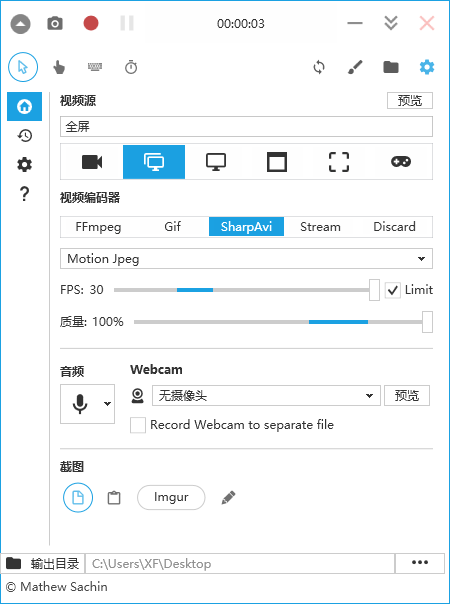 00:00:03
视频源 预览
全屏
视频编码器
FFmpeg Gif SharpAvi Stream Discard
Motion Jpeg
FPS: 30 Limit
质量: 100%
音频 Webcam
无摄像头 预览
Record Webcam to separate file
截图
Imgur
输出目录 C:\Users\XF\Desktop •••
© Mathew Sachin